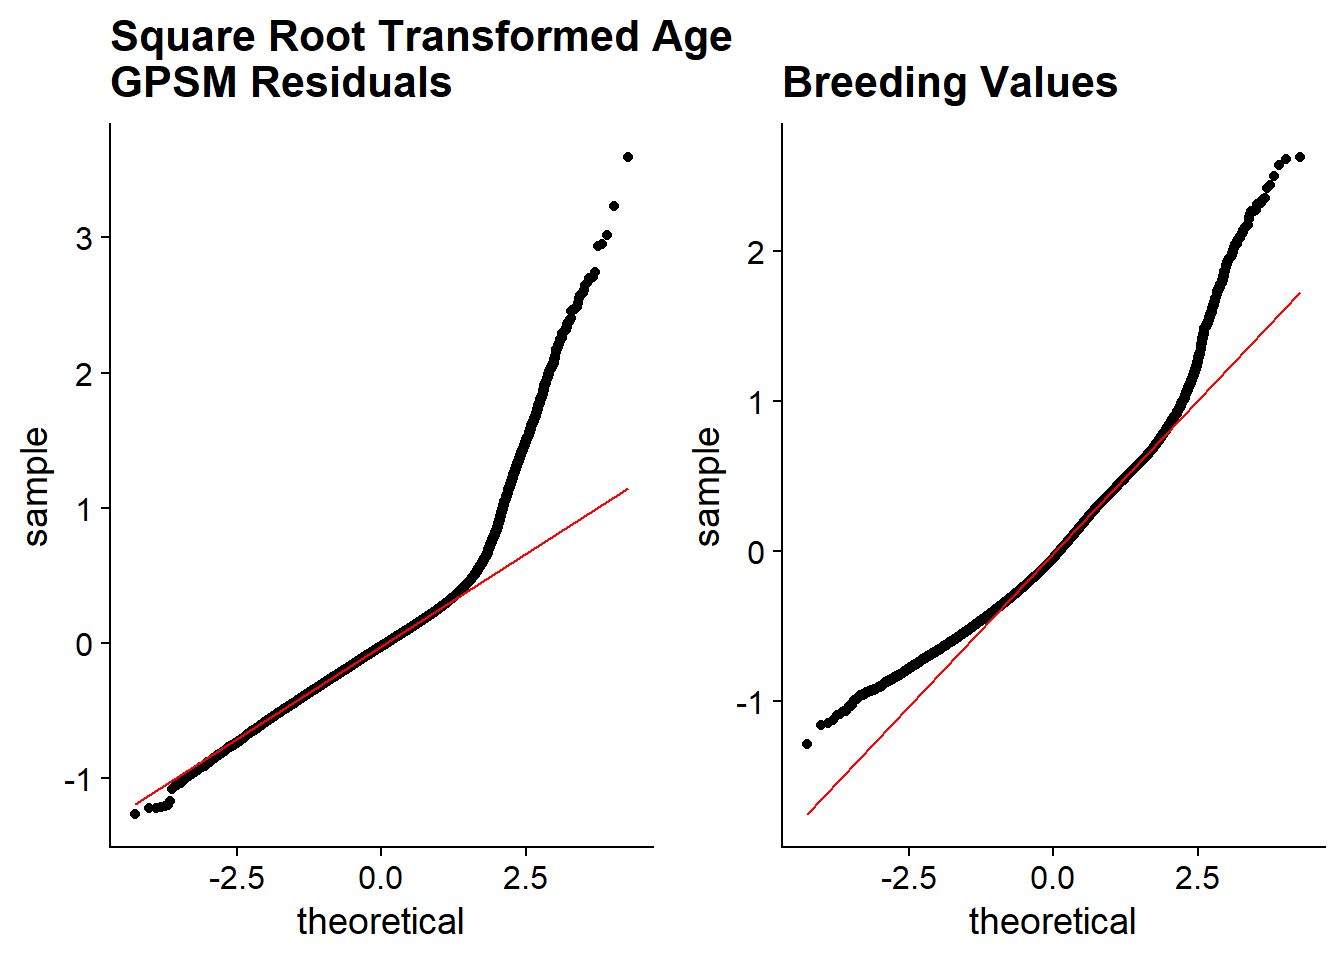 Square Root Transformed Age
GPSM Residuals
Breeding Values
sample
3
2
1
0
-1
-2.5
0.0
2.5
theoretical
sample
2
1
0
-1
-2.5
0.0
2.5
theoretical